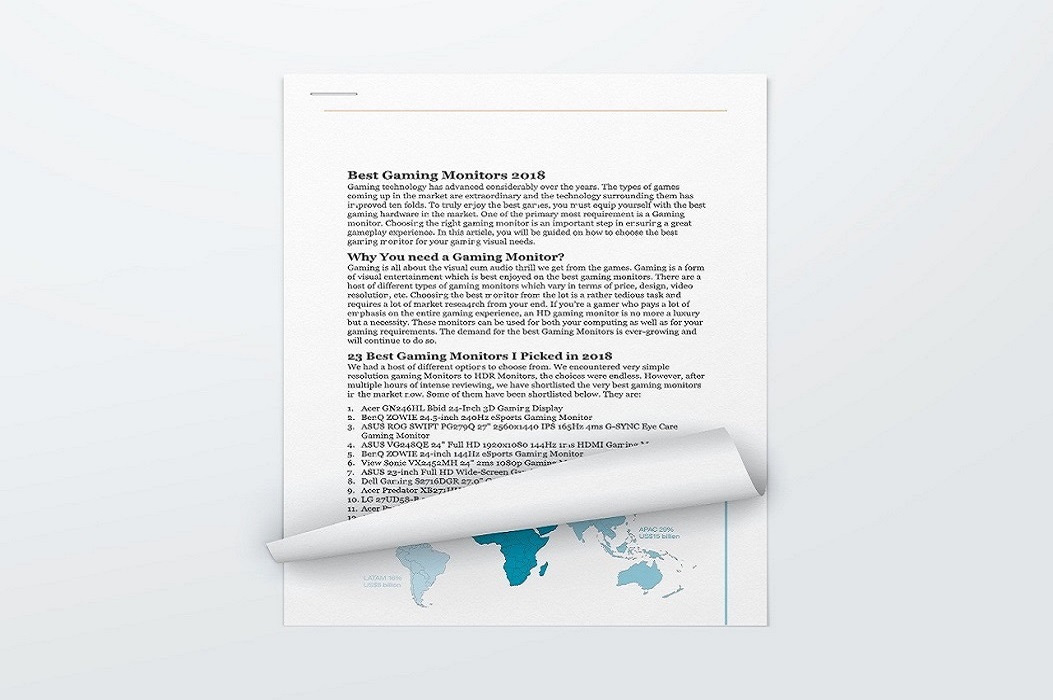 Best Gaming Monitors 2018
Gaming technology has advanced considerably over the years. The types of games
coming up in the market are extraordinary and the technology surrounding them has
improved ten folds. To truly enjoy the best games, you must equip yourself with the best
gaming hardware in the market. One of the primary most requirement is a Gaming
monitor. Choosing the right gaming monitor is an important step in ensuring a great
gameplay experience. In this article, you will be guided on how to choose the best
gaming monitor for your gaming visual needs.
Why You need a Gaming Monitor?
Gaming is all about the visual cum audio thrill we get from the games. Gaming is a form
of visual entertainment which is best enjoyed on the best gaming monitors. There are a
host of different types of gaming monitors which vary in terms of price, design, video
resolution, etc. Choosing the best monitor from the lot is a rather tedious task and
requires a lot of market resea4rch from your end. If you're a gamer who pays a lot of
emphasis on the entire gaming experience, an HD gaming monitor is no more a luxury
but a necessity. These monitors can be used for both your computing as well as for your
gaming requirements. The demand for the best Gaming Monitors is ever-growing and
will continue to do so.
23 Best Gaming Monitors I Picked in 2018
We had a host of different options to choose from. We encountered very simple
resolution gaming Monitors to HDR Monitors, the choices were endless. However, after
multiple hours of intense reviewing, we have shortlisted the very best gaming monitors
in the market now. Some of them have been shortlisted below. They are:
1. Acer GN246HL Bbid 24-Inch 3D Gaming Display
2. BenQ ZOWIE 24.5-inch 240Hz eSports Gaming Monitor
3. ASUS ROG SWIFT PG279Q 27" 2560x1440 IPS 165Hz 4ms G-SYNC Eye Care
Gaming Monitor
4. ASUS VG248QE 24" Full HD 1920x1080 144Hz 1ms HDMI Gaming
5. BenQ ZOWIE 24-inch 144Hz eSports Gaming Monitor
6. View Sonic VX2452MH 24" 2ms 1080p Gaming
7. ASUS 23-inch Full HD Wide-Screen
8. Dell Gaming S2716DGR 27.0"
9. Acer Predator
10. LG
11. Acer
APAC 29%
US$15 billion
LATAM 16%
US$8 billion